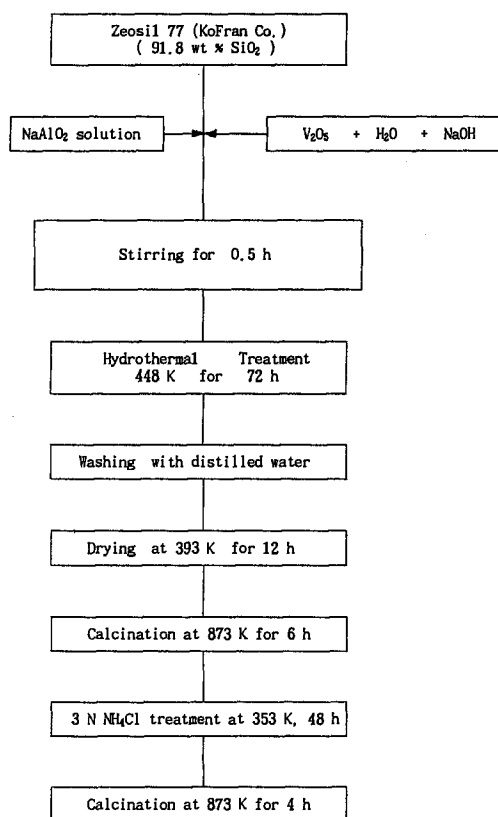 Zeosil 77 (KoFran Co.)
( 91.8 wt % SiO₂ )
NaAlO₂ solution
V₂O₅ + H₂O + NaOH
Stirring for 0.5 h
Hydrothermal Treatment
448 K for 72 h
Washing with distilled water
Drying at 393 K for 12 h
Calcination at 873 K for 6 h
3 N NH₄Cl treatment at 353 K, 48 h
Calcination at 873 K for 4 h